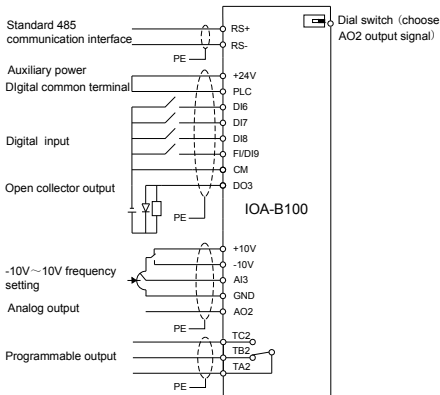 Standard 485
communication interface
RS+
RS-
PE
Dial switch (choose
AO2 output signal)
Auxiliary power
DIgital common terminal
+24V
PLC
DI6
DI7
Digital input
DI8
FI/DI9
CM
Open collector output
DO3
PE
IOA-B100
+10V
-10V～10V frequency
setting
-10V
AI3
GND
Analog output
AO2
PE
TC2
Programmable output
TB2
TA2
PE